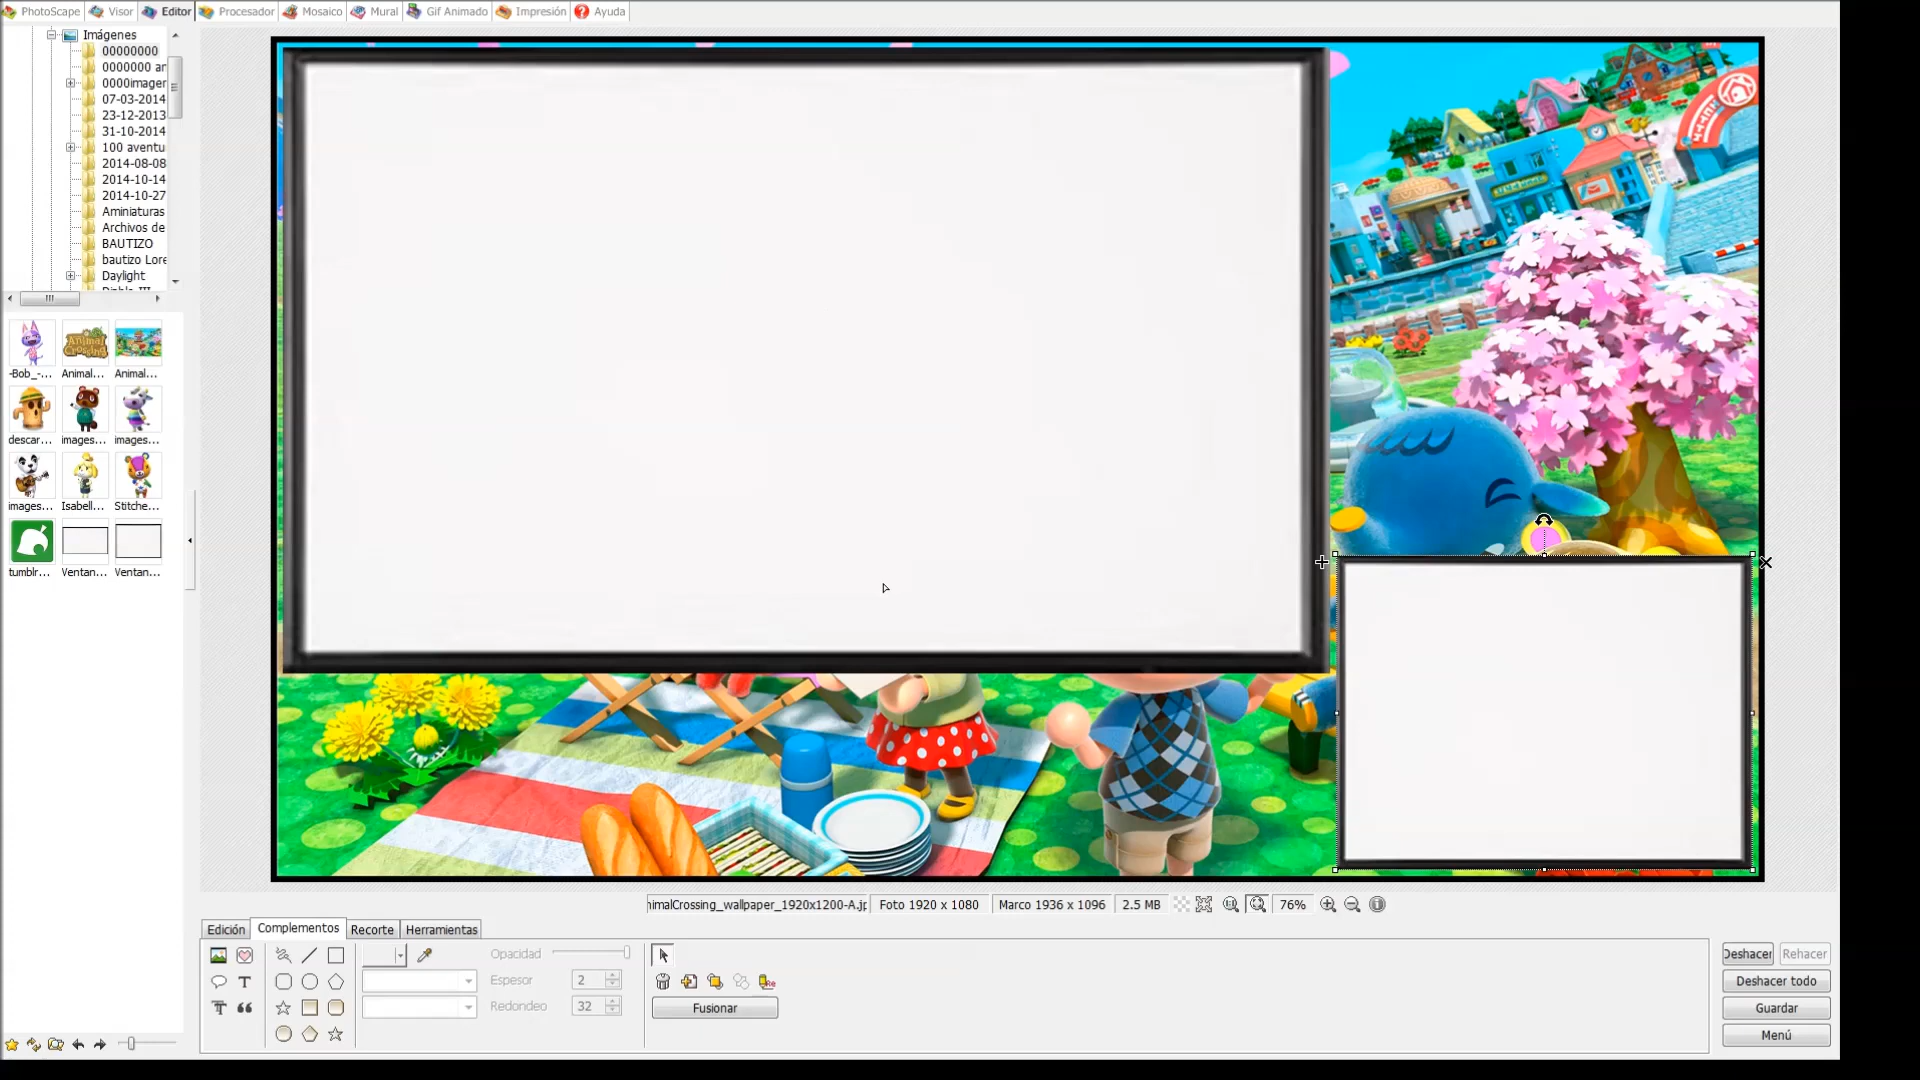 PhotoScape Visor Editor Procesador Mosaico Mural Gif Animado Impresión Ayuda
Imágenes
00000000
0000000 ar
0000imager
07-03-2014
23-12-2013
31-10-2014
100 aventu
2014-08-08
2014-10-14
2014-10-27
Aminiaturas
Archivos de
BAUTIZO
bautizo Lore
Daylight
-Bob_-... Animal... Animal...
descar... images... images...
images... Isabell... Stitche...
tumblr... Ventan... Ventan...
nimalCrossing_wallpaper_1920x1200-A.jp Foto 1920 x 1080 Marco 1936 x 1096 2.5 MB 76%
Edición Complementos Recorte Herramientas
Opacidad
Espesor 2
Redondeo 32
Fusionar
Deshacer Rehacer
Deshacer todo
Guardar
Menú